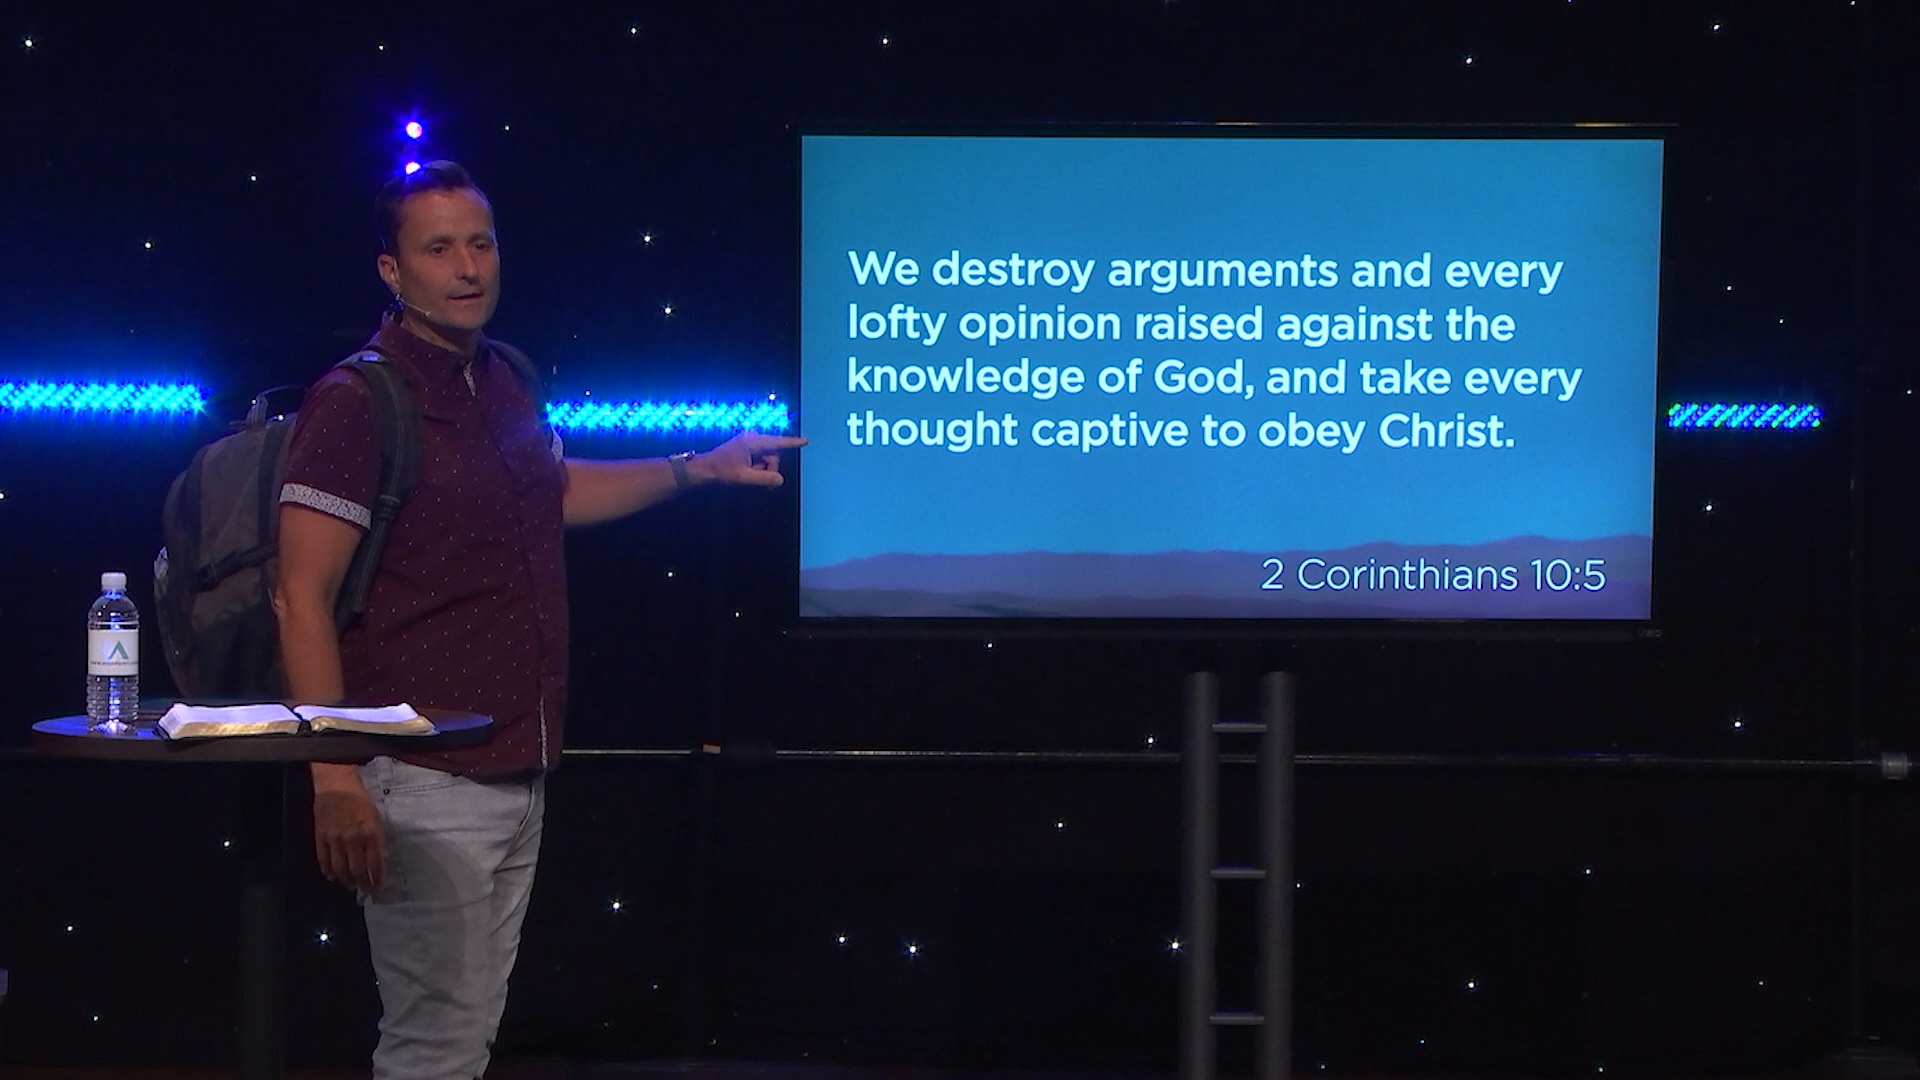 We destroy arguments and every
lofty opinion raised against the
knowledge of God, and take every
thought captive to obey Christ.
2 Corinthians 10:5